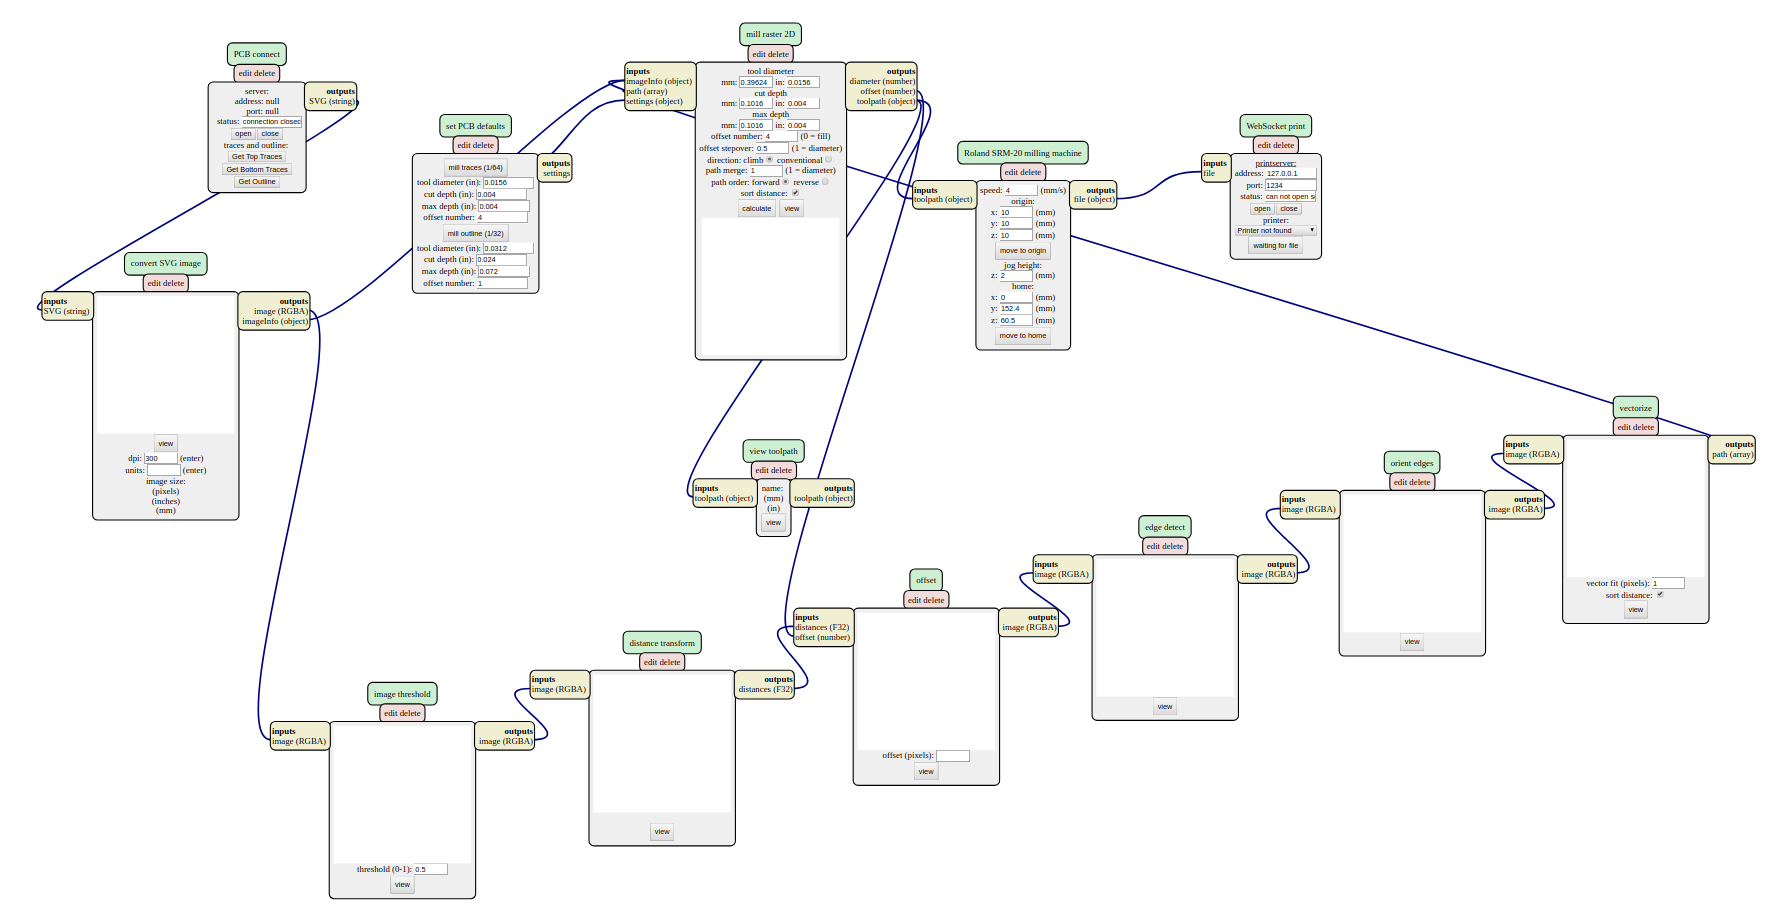 PCB connect
edit delete
server:
address: null
port: null
status: connection closed
open close
traces and outline:
Get Top Traces
Get Bottom Traces
Get Outline
outputs
SVG (string)
convert SVG image
edit delete
inputs
SVG (string)
view
dpi: 300 (enter)
units: (enter)
image size:
(pixels)
(inches)
(mm)
outputs
image (RGBA)
imageInfo (object)
set PCB defaults
edit delete
mill traces (1/64)
tool diameter (in): 0.0156
cut depth (in): 0.004
max depth (in): 0.004
offset number: 4
mill outline (1/32)
tool diameter (in): 0.0312
cut depth (in): 0.024
max depth (in): 0.072
offset number: 1
outputs
settings
mill raster 2D
edit delete
inputs
imageInfo (object)
path (array)
settings (object)
tool diameter
mm: 0.39624 in: 0.0156
cut depth
mm: 0.1016 in: 0.004
max depth
mm: 0.1016 in: 0.004
offset number: 4 (0 = fill)
offset stepover: 0.5 (1 = diameter)
direction: climb conventional
path merge: 1 (1 = diameter)
path order: forward reverse
sort distance:
calculate view
outputs
diameter (number)
offset (number)
toolpath (object)
Roland SRM-20 milling machine
edit delete
inputs
toolpath (object)
speed: 4 (mm/s)
origin:
x: 10 (mm)
y: 10 (mm)
z: 10 (mm)
move to origin
jog height:
z: 2 (mm)
home:
x: 0 (mm)
y: 152.4 (mm)
z: 60.5 (mm)
move to home
outputs
file (object)
WebSocket print
edit delete
inputs
file
printserver:
address: 127.0.0.1
port: 1234
status: can not open s
open close
printer:
Printer not found
waiting for file
view toolpath
edit delete
inputs
toolpath (object)
name:
(mm)
(in)
view
outputs
toolpath (object)
image threshold
edit delete
inputs
image (RGBA)
threshold (0-1): 0.5
view
outputs
image (RGBA)
distance transform
edit delete
inputs
image (RGBA)
view
outputs
distances (F32)
offset
edit delete
inputs
distances (F32)
offset (number)
offset (pixels):
view
outputs
image (RGBA)
edge detect
edit delete
inputs
image (RGBA)
view
outputs
image (RGBA)
orient edges
edit delete
inputs
image (RGBA)
view
outputs
image (RGBA)
vectorize
edit delete
inputs
image (RGBA)
vector fit (pixels): 1
sort distance:
view
outputs
path (array)